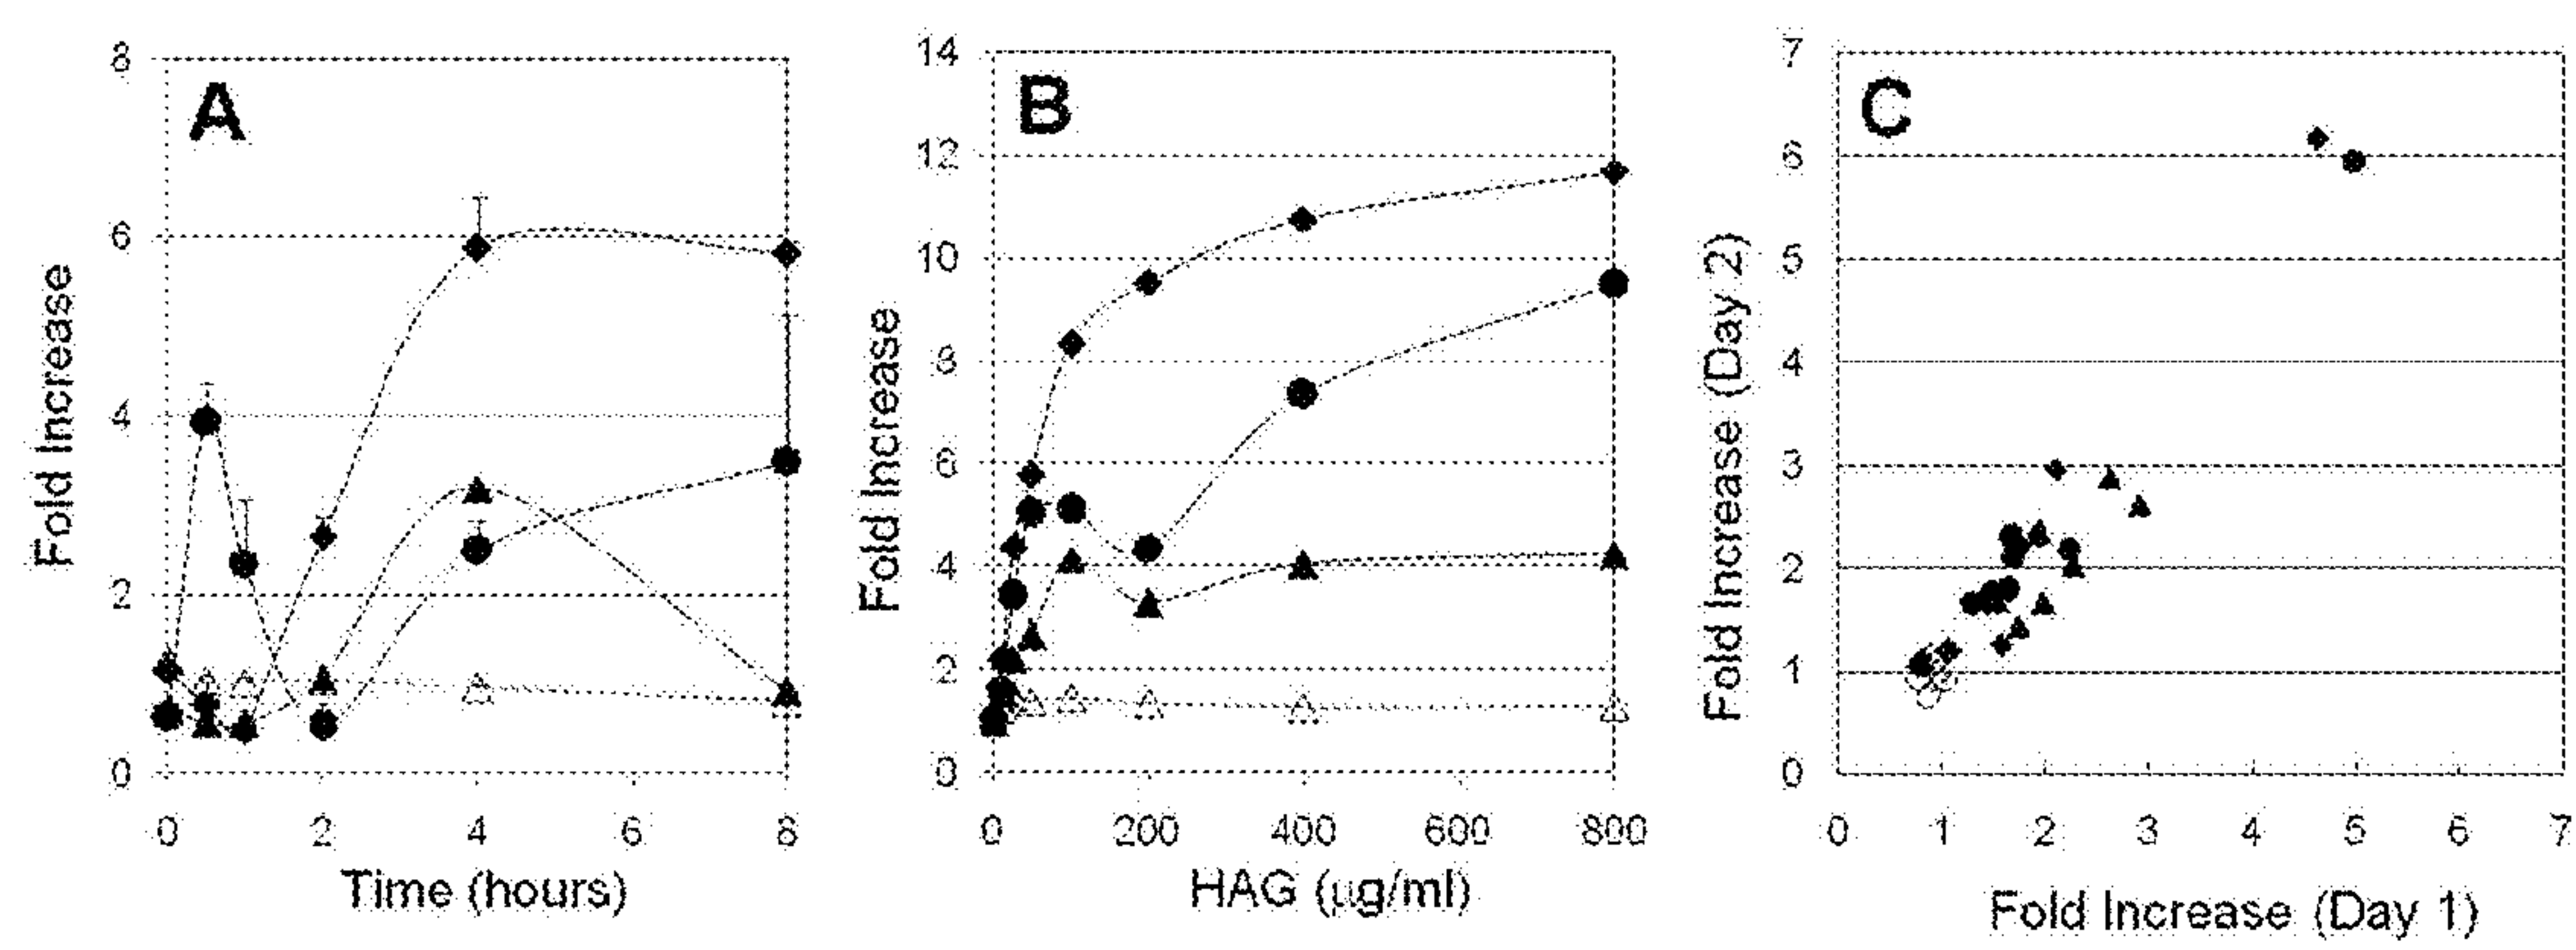 A
Fold Increase
8
6
4
2
0
0 2 4 6 8
Time (hours)
B
Fold Increase
14
12
10
8
6
4
2
0
0 200 400 600 800
HAG (μg/ml)
C
Fold Increase (Day 2)
7
6
5
4
3
2
1
0
0 1 2 3 4 5 6 7
Fold Increase (Day 1)